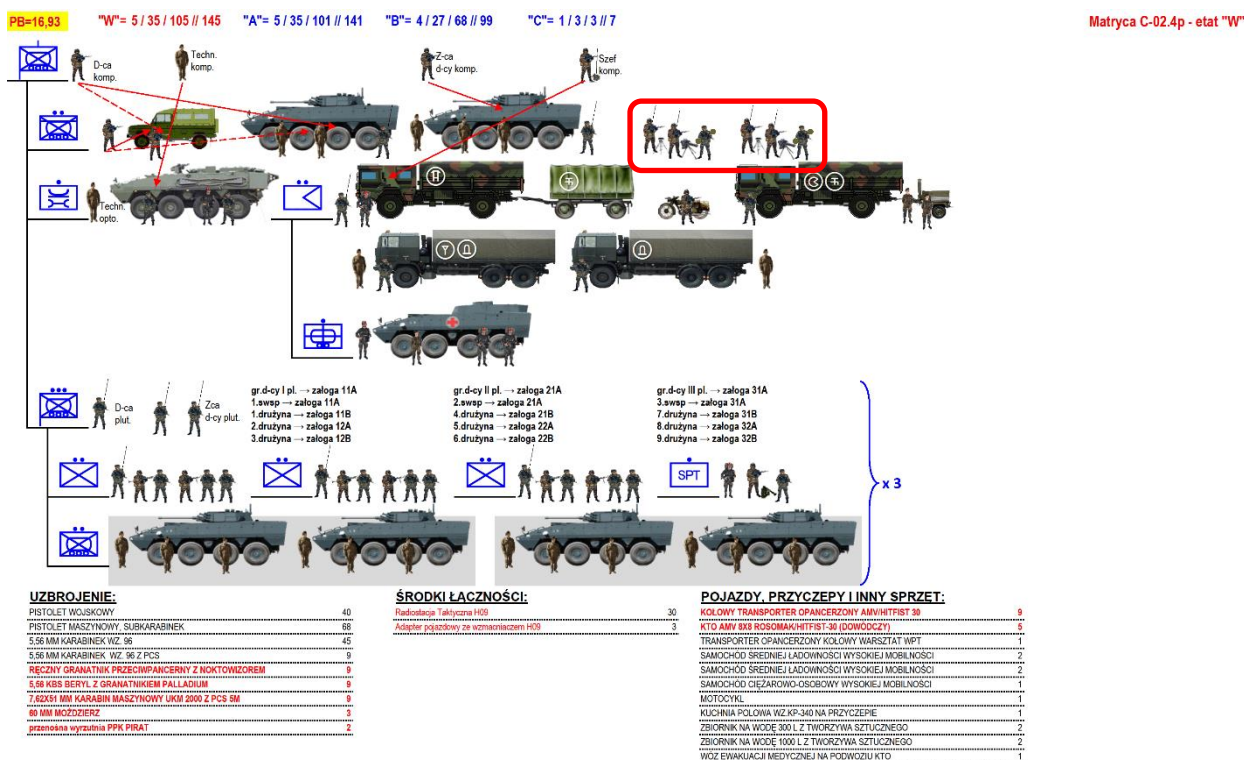 PB=16,93 "W"= 5 / 35 / 105 // 145 "A"= 5 / 35 / 101 // 141 "B"= 4 / 27 / 68 // 99 "C"= 1 / 3 / 3 // 7 Matryca C-02.4p - etat "W"
D-ca
komp.
Techn.
komp.
Z-ca
d-cy komp.
Szef
komp.
Techn.
opto.
D-ca
plut.
Zca
d-cy plut.
gr.d-cy I pl. → załoga 11A
1.swsp → załoga 11A
1.drużyna → załoga 11B
2.drużyna → załoga 12A
3.drużyna → załoga 12B
gr.d-cy II pl. → załoga 21A
2.swsp → załoga 21A
4.drużyna → załoga 21B
5.drużyna → załoga 22A
6.drużyna → załoga 22B
gr.d-cy III pl. → załoga 31A
3.swsp → załoga 31A
7.drużyna → załoga 31B
8.drużyna → załoga 32A
9.drużyna → załoga 32B
SPT
x 3
UZBROJENIE:
PISTOLET WOJSKOWY 40
PISTOLET MASZYNOWY, SUBKARABINEK 68
5,56 MM KARABINEK WZ. 96 45
5,56 MM KARABINEK WZ. 96 Z PCS 9
RĘCZNY GRANATNIK PRZECIWPANCERNY Z NOKTOWIZOREM 9
5,56 KBS BERYL Z GRANATNIKIEM PALLADIUM 9
7,62X51 MM KARABIN MASZYNOWY UKM 2000 Z PCS 5M 9
60 MM MOŹDZIERZ 3
przenośna wyrzutnia PPK PIRAT 2
ŚRODKI ŁĄCZNOŚCI:
Radiostacja Taktyczna H09 30
Adapter pojazdowy ze wzmacniaczem H09 3
POJAZDY, PRZYCZEPY I INNY SPRZĘT:
KOŁOWY TRANSPORTER OPANCERZONY AMV/HITFIST 30 9
KTO AMV 8X8 ROSOMAK/HITFIST-30 (DOWÓDCZY) 5
TRANSPORTER OPANCERZONY KOŁOWY WARSZTAT WPT 1
SAMOCHÓD ŚREDNIEJ ŁADOWNOŚCI WYSOKIEJ MOBILNOŚCI 2
SAMOCHÓD ŚREDNIEJ ŁADOWNOŚCI WYSOKIEJ MOBILNOŚCI 2
SAMOCHÓD CIĘŻAROWO-OSOBOWY WYSOKIEJ MOBILNOŚCI 1
MOTOCYKL 1
KUCHNIA POLOWA WZ.KP-340 NA PRZYCZEPIE 1
ZBIORNIK NA WODĘ 300 L Z TWORZYWA SZTUCZNEGO 2
ZBIORNIK NA WODĘ 1000 L Z TWORZYWA SZTUCZNEGO 2
WÓZ EWAKUACJI MEDYCZNEJ NA PODWOZIU KTO 1